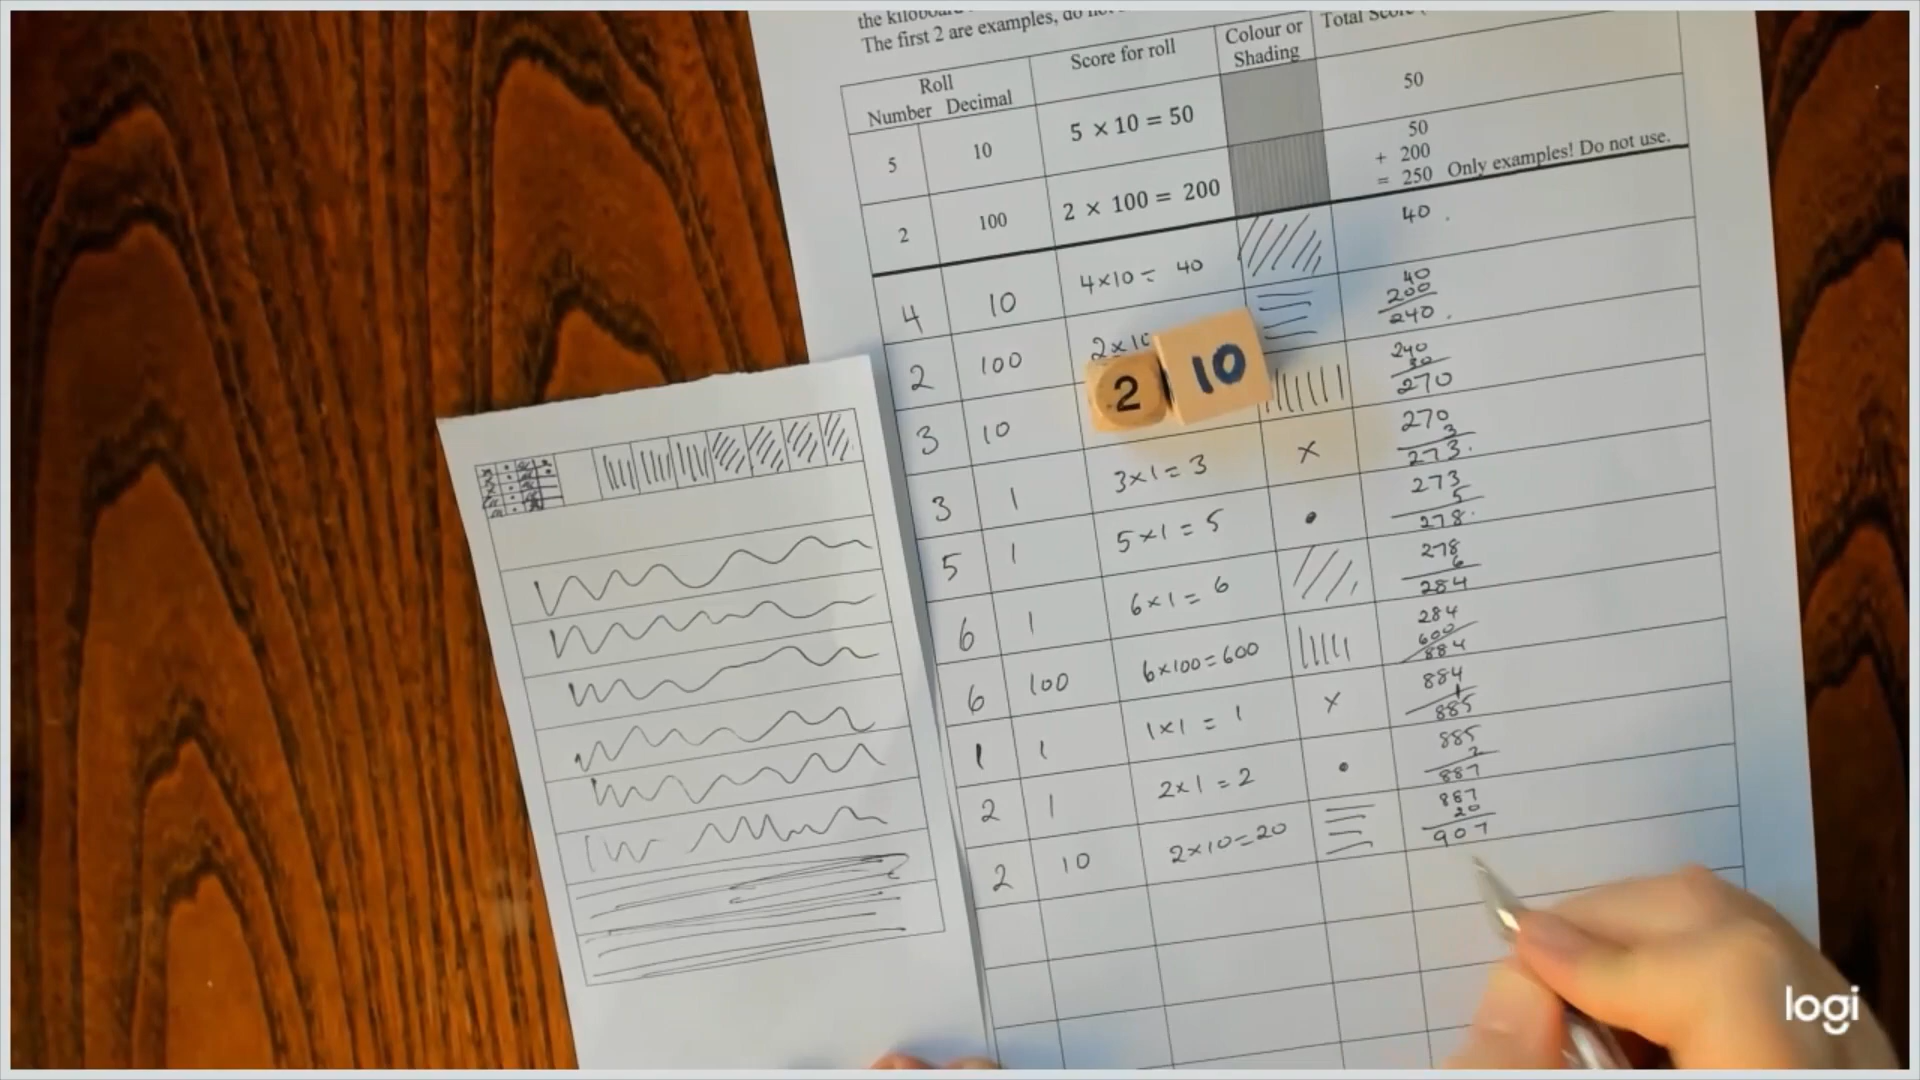 the kiloboard
The first 2 are examples, do not
Roll
Number Decimal
Score for roll
Colour or
Shading
Total Score
5 10 5 × 10 = 50 50
2 100 2 × 100 = 200 50
+ 200
= 250 Only examples! Do not use.
4 10 4×10 = 40 40 .
2 100 2×10 40
200
240 .
3 10 240
30
270
3 1 3×1 = 3 × 270
3
273.
5 1 5×1 = 5 • 273
5
278.
6 1 6×1 = 6 278
6
284
6 100 6×100=600 284
600
884
1 1 1×1 = 1 × 884
1
885
2 1 2×1 = 2 • 885
2
887
2 10 2×10=20 887
20
907
2 10
logi